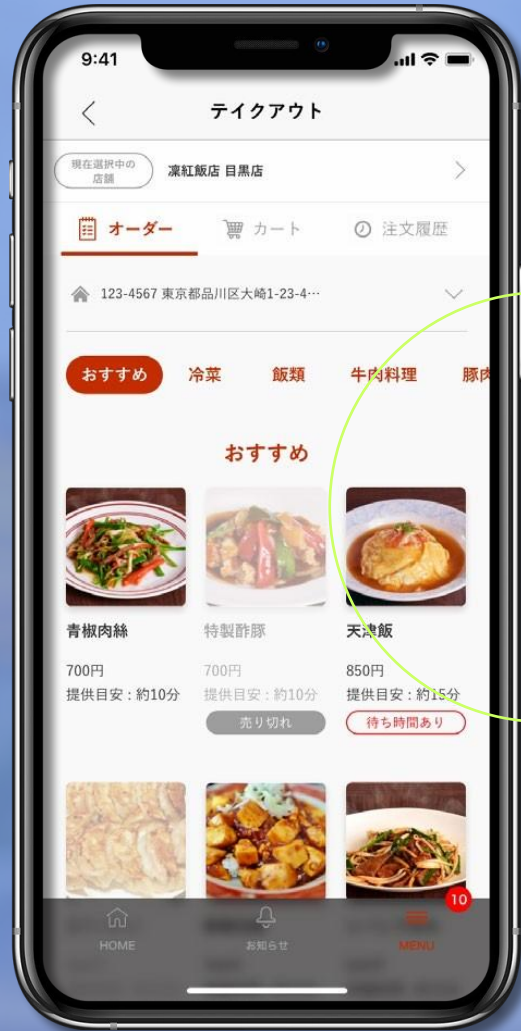 9:41
テイクアウト
現在選択中の
店舗
凜紅飯店 目黒店
オーダー
カート
注文履歴
123-4567 東京都品川区大崎1-23-4…
おすすめ
冷菜
飯類
牛肉料理
豚肉
おすすめ
青椒肉絲
特製酢豚
天津飯
700円
700円
850円
提供目安：約10分
提供目安：約10分
提供目安：約15分
売り切れ
待ち時間あり
10
HOME
お知らせ
MENU